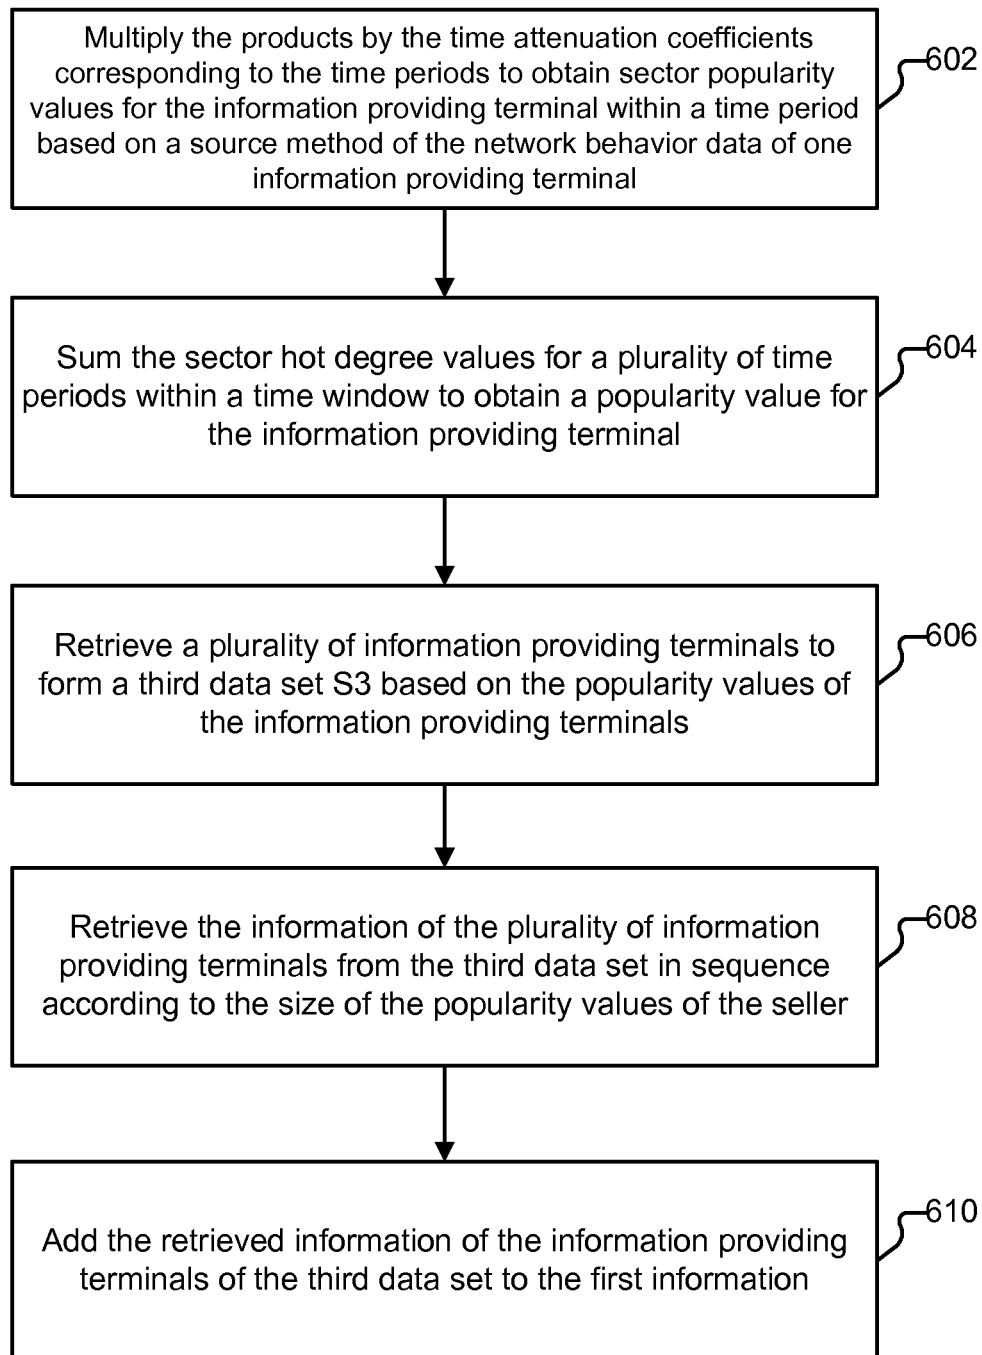 Multiply the products by the time attenuation coefficients
corresponding to the time periods to obtain sector popularity
values for the information providing terminal within a time period
based on a source method of the network behavior data of one
information providing terminal
602
Sum the sector hot degree values for a plurality of time
periods within a time window to obtain a popularity value for
the information providing terminal
604
Retrieve a plurality of information providing terminals to
form a third data set S3 based on the popularity values of
the information providing terminals
606
Retrieve the information of the plurality of information
providing terminals from the third data set in sequence
according to the size of the popularity values of the seller
608
Add the retrieved information of the information providing
terminals of the third data set to the first information
610